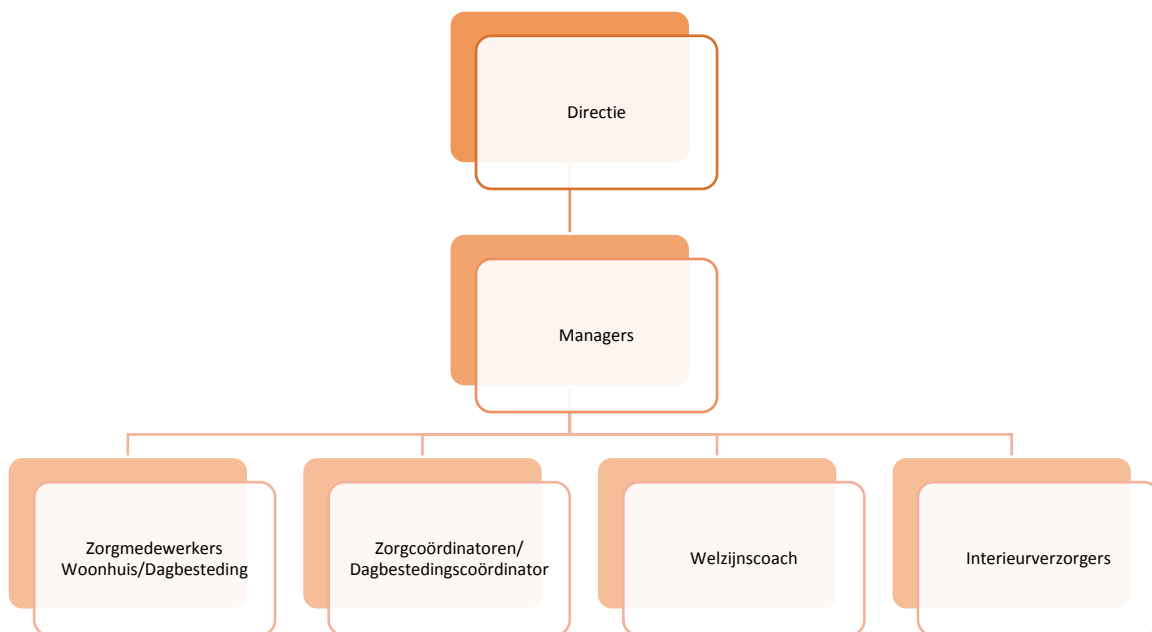 Directie
Managers
Zorgmedewerkers
Woonhuis/Dagbesteding
Zorgcoördinatoren/
Dagbestedingscoördinator
Welzijnscoach
Interieurverzorgers